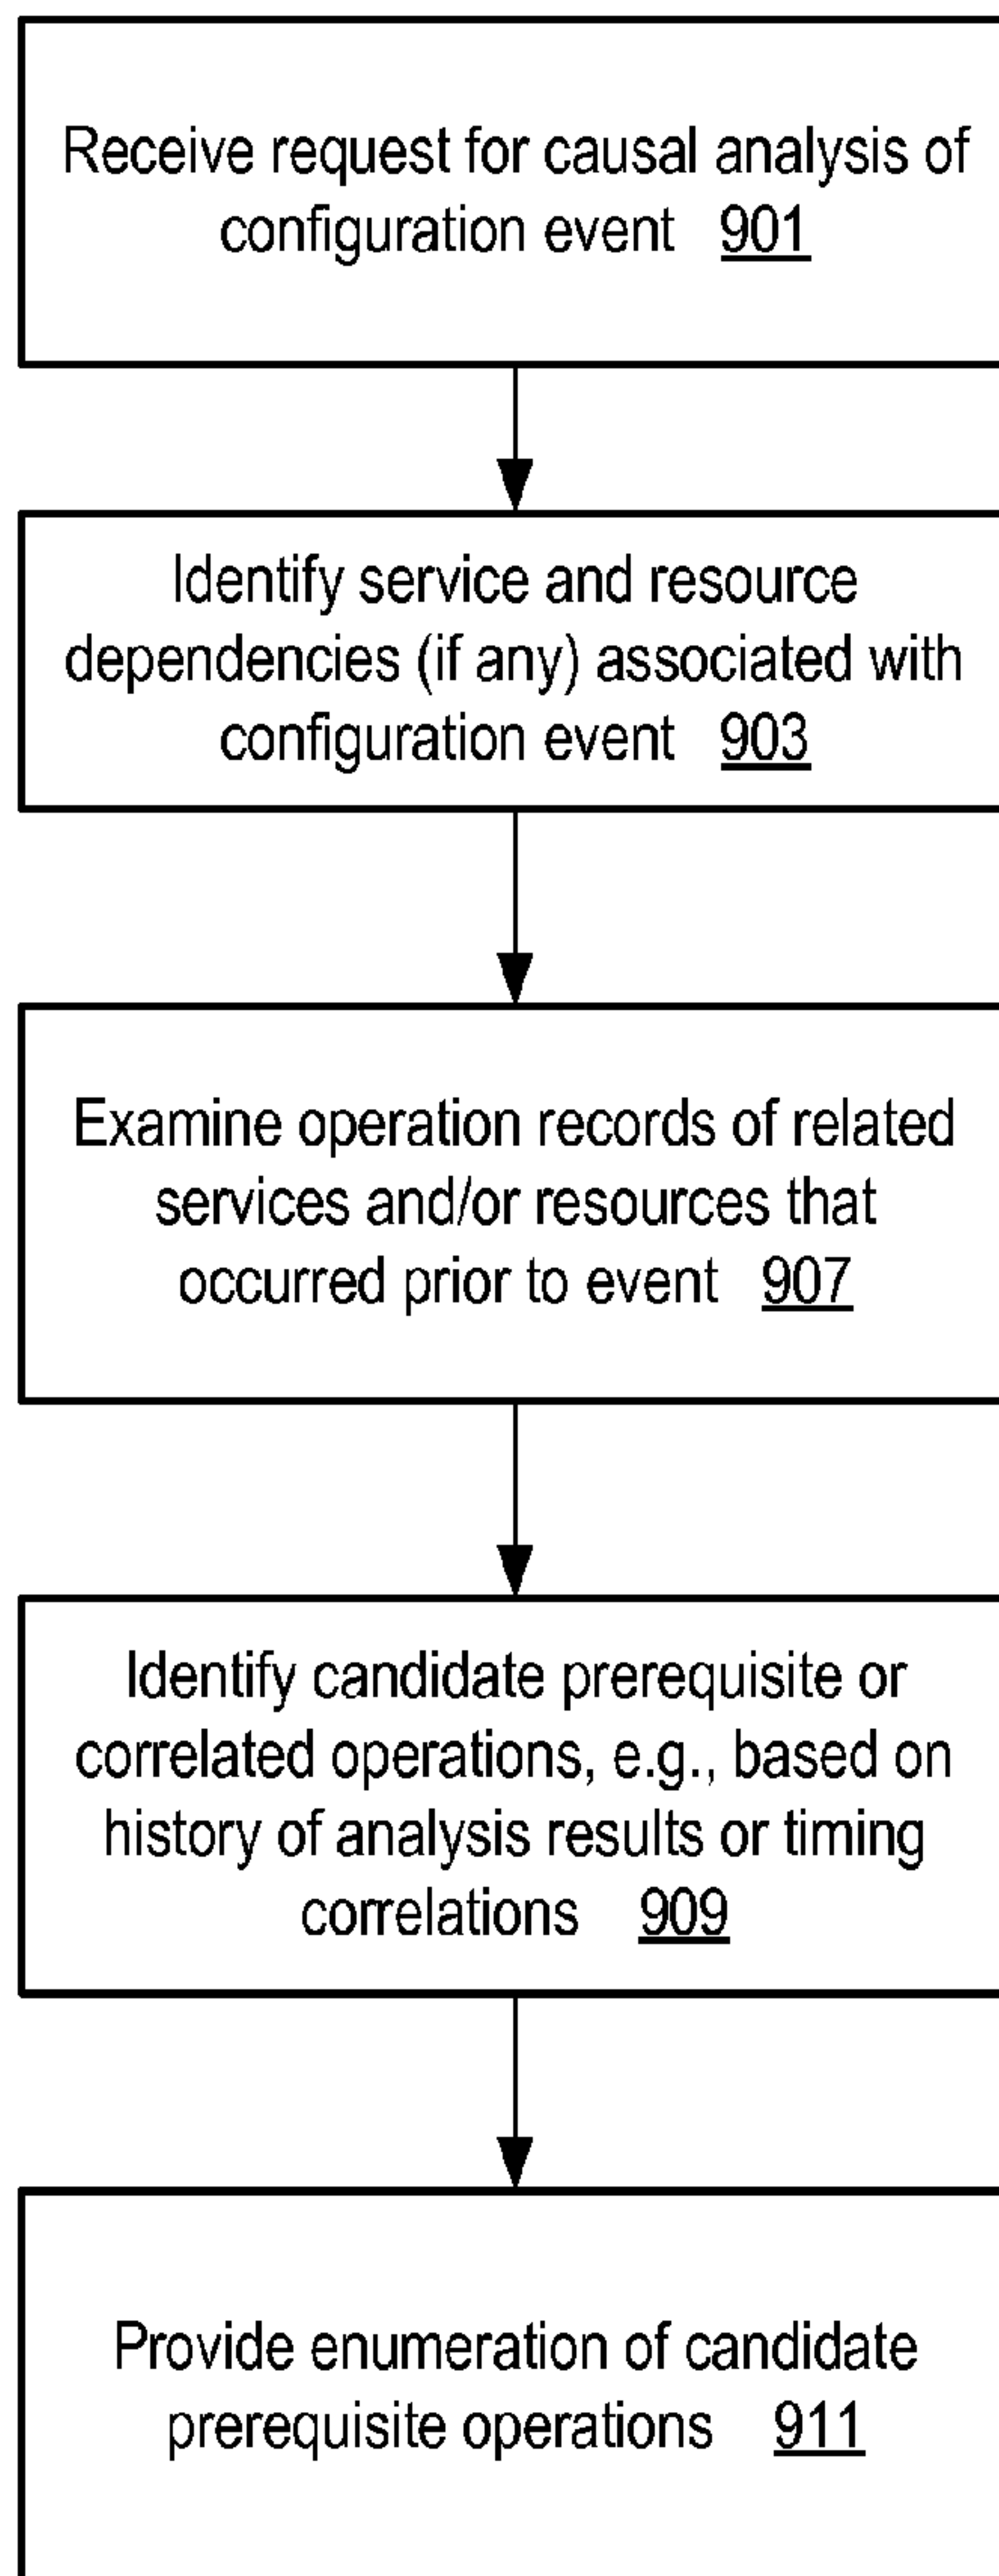 Receive request for causal analysis of
configuration event 901
Identify service and resource
dependencies (if any) associated with
configuration event 903
Examine operation records of related
services and/or resources that
occurred prior to event 907
Identify candidate prerequisite or
correlated operations, e.g., based on
history of analysis results or timing
correlations 909
Provide enumeration of candidate
prerequisite operations 911